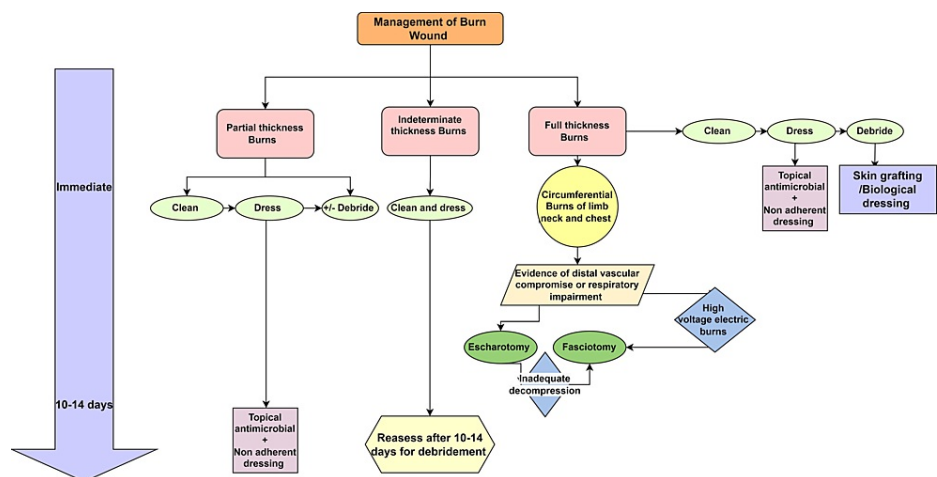 Management of Burn
Wound
Partial thickness
Burns
Indeterminate
thickness Burns
Full thickness
Burns
Clean
Dress
Debride
Immediate
Clean
Dress
+/- Debride
Clean and dress
Circumferential
Burns of limb
neck and chest
Topical
antimicrobial
+
Non adherent
dressing
Skin grafting
/Biological
dressing
Evidence of distal vascular
compromise or respiratory
impairment
High
voltage electric
burns
Escharotomy
Fasciotomy
Inadequate
decompression
10-14 days
Topical
antimicrobial
+
Non adherent
dressing
Reasess after 10-14
days for debridement